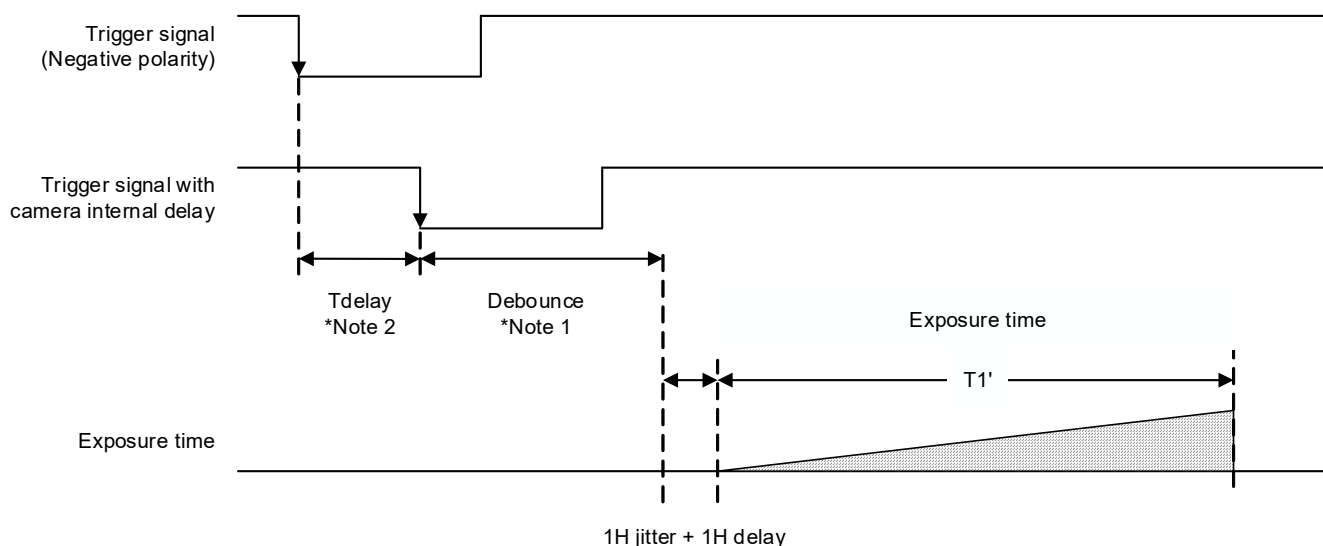 Trigger signal
(Negative polarity)
Trigger signal with
camera internal delay
Tdelay
*Note 2
Debounce
*Note 1
Exposure time
T1'
Exposure time
1H jitter + 1H delay